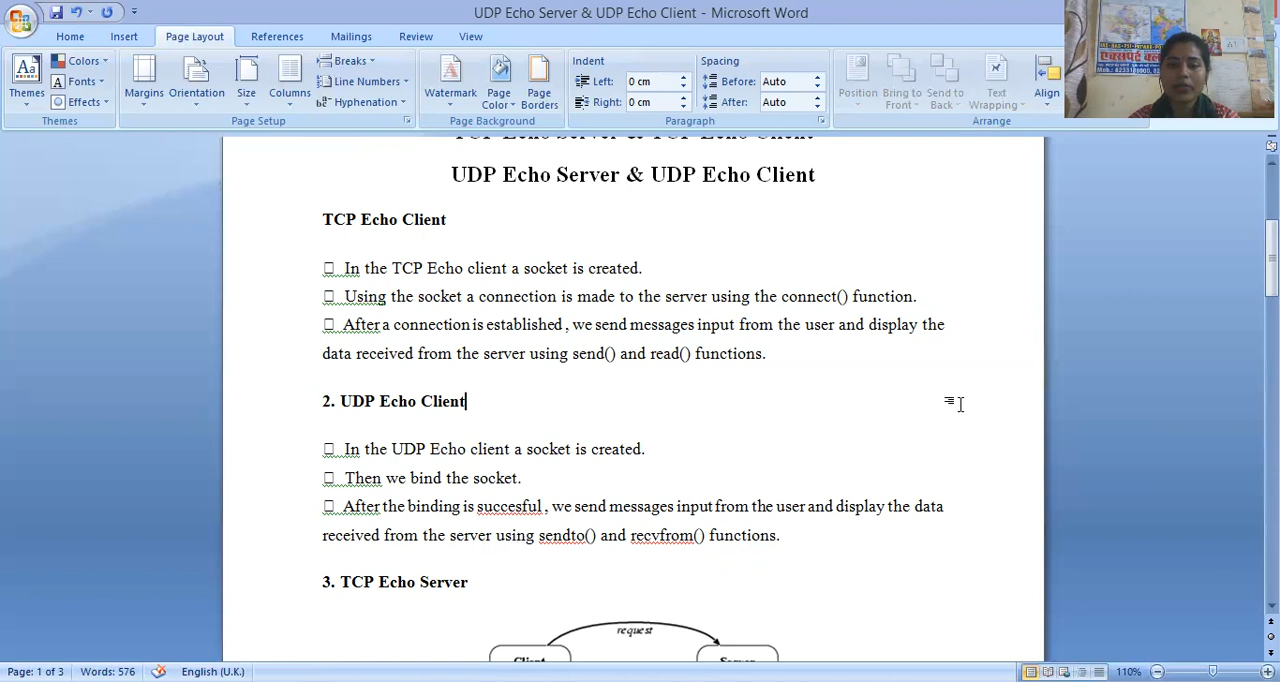 UDP Echo Server & UDP Echo Client - Microsoft Word
Home Insert Page Layout References Mailings Review View
Themes Colors Fonts Effects Margins Orientation Size Columns Breaks Line Numbers Hyphenation Watermark Page Color Page Borders Indent Left: 0 cm Right: 0 cm Spacing Before: Auto After: Auto Position Bring to Front Send to Back Text Wrapping Align
Themes Page Setup Page Background Paragraph Arrange
TCP Echo Server & TCP Echo Client
UDP Echo Server & UDP Echo Client
TCP Echo Client
In the TCP Echo client a socket is created.
Using the socket a connection is made to the server using the connect() function.
After a connection is established , we send messages input from the user and display the
data received from the server using send() and read() functions.
2. UDP Echo Client
In the UDP Echo client a socket is created.
Then we bind the socket.
After the binding is succesful , we send messages input from the user and display the data
received from the server using sendto() and recvfrom() functions.
3. TCP Echo Server
request
Client Server
Page: 1 of 3 Words: 576 English (U.K.) 110%